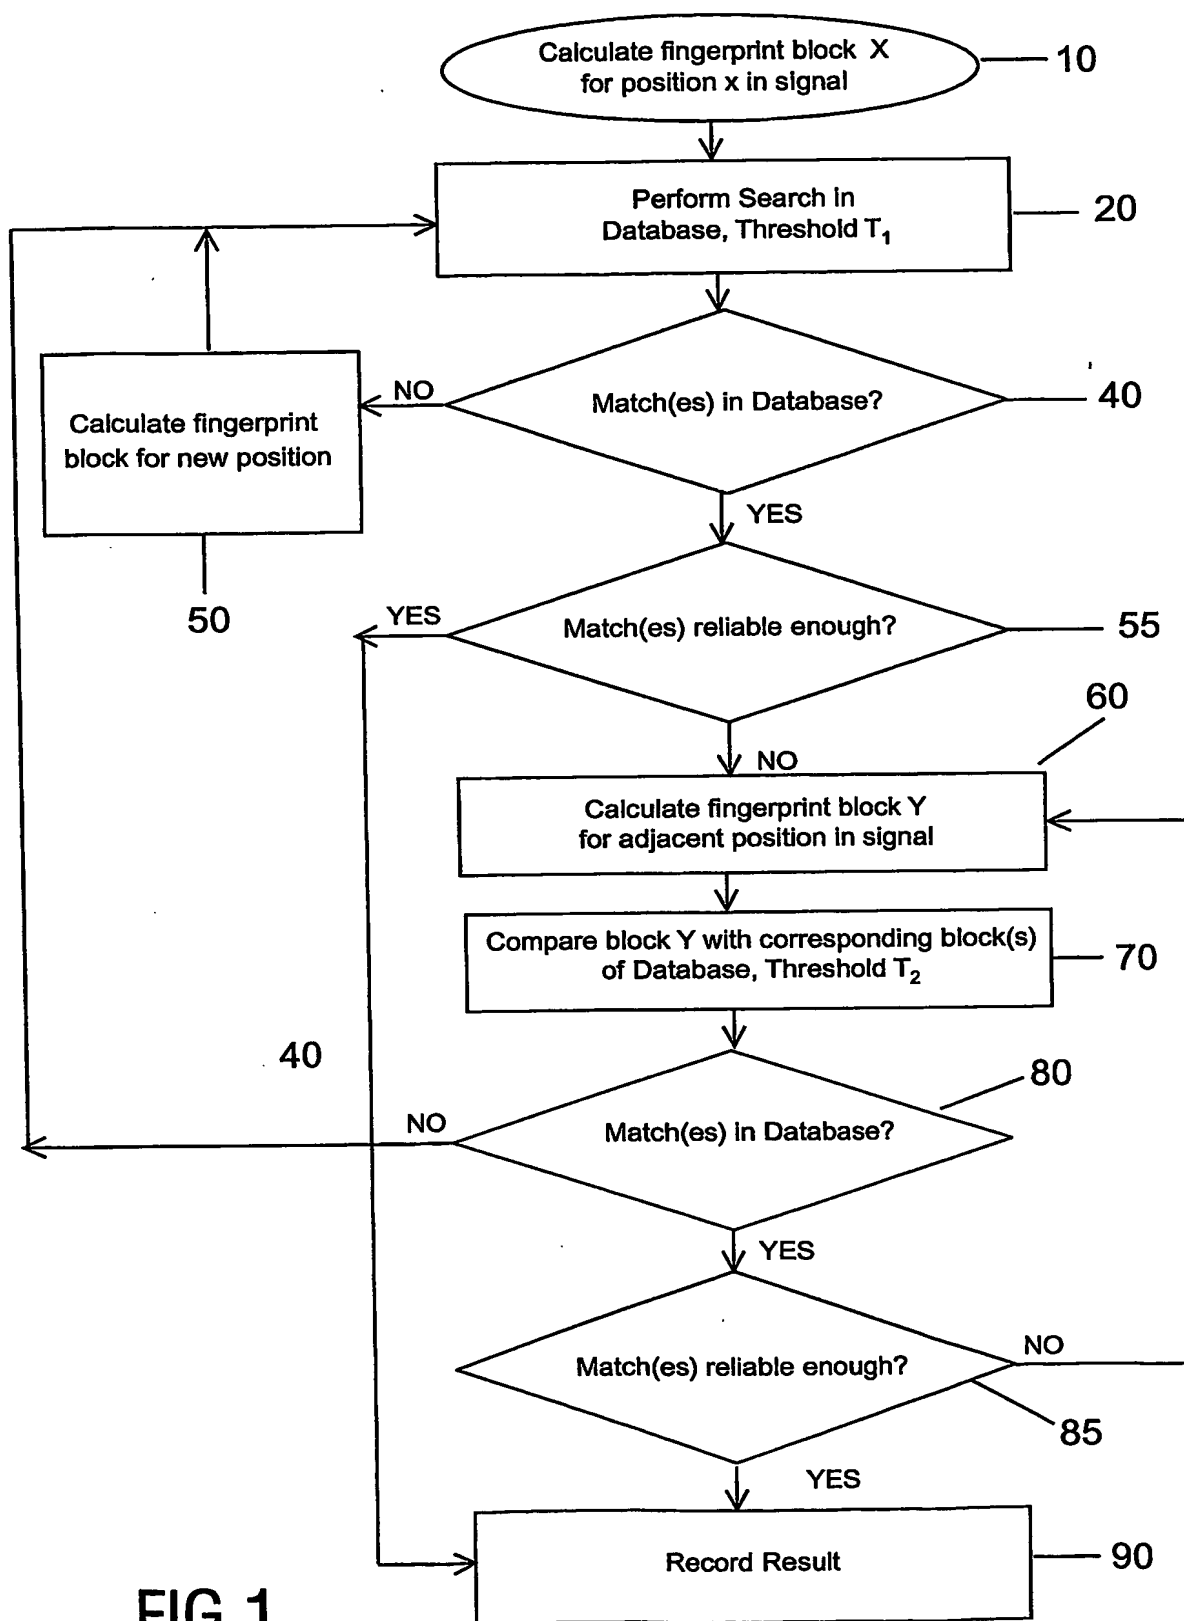 Calculate fingerprint block X
for position x in signal
10
Perform Search in
Database, Threshold T₁
20
NO
Match(es) in Database?
40
Calculate fingerprint
block for new position
YES
50
YES
Match(es) reliable enough?
55
60
NO
Calculate fingerprint block Y
for adjacent position in signal
Compare block Y with corresponding block(s)
of Database, Threshold T₂
70
40
80
NO
Match(es) in Database?
YES
NO
Match(es) reliable enough?
85
YES
Record Result
90
FIG 1